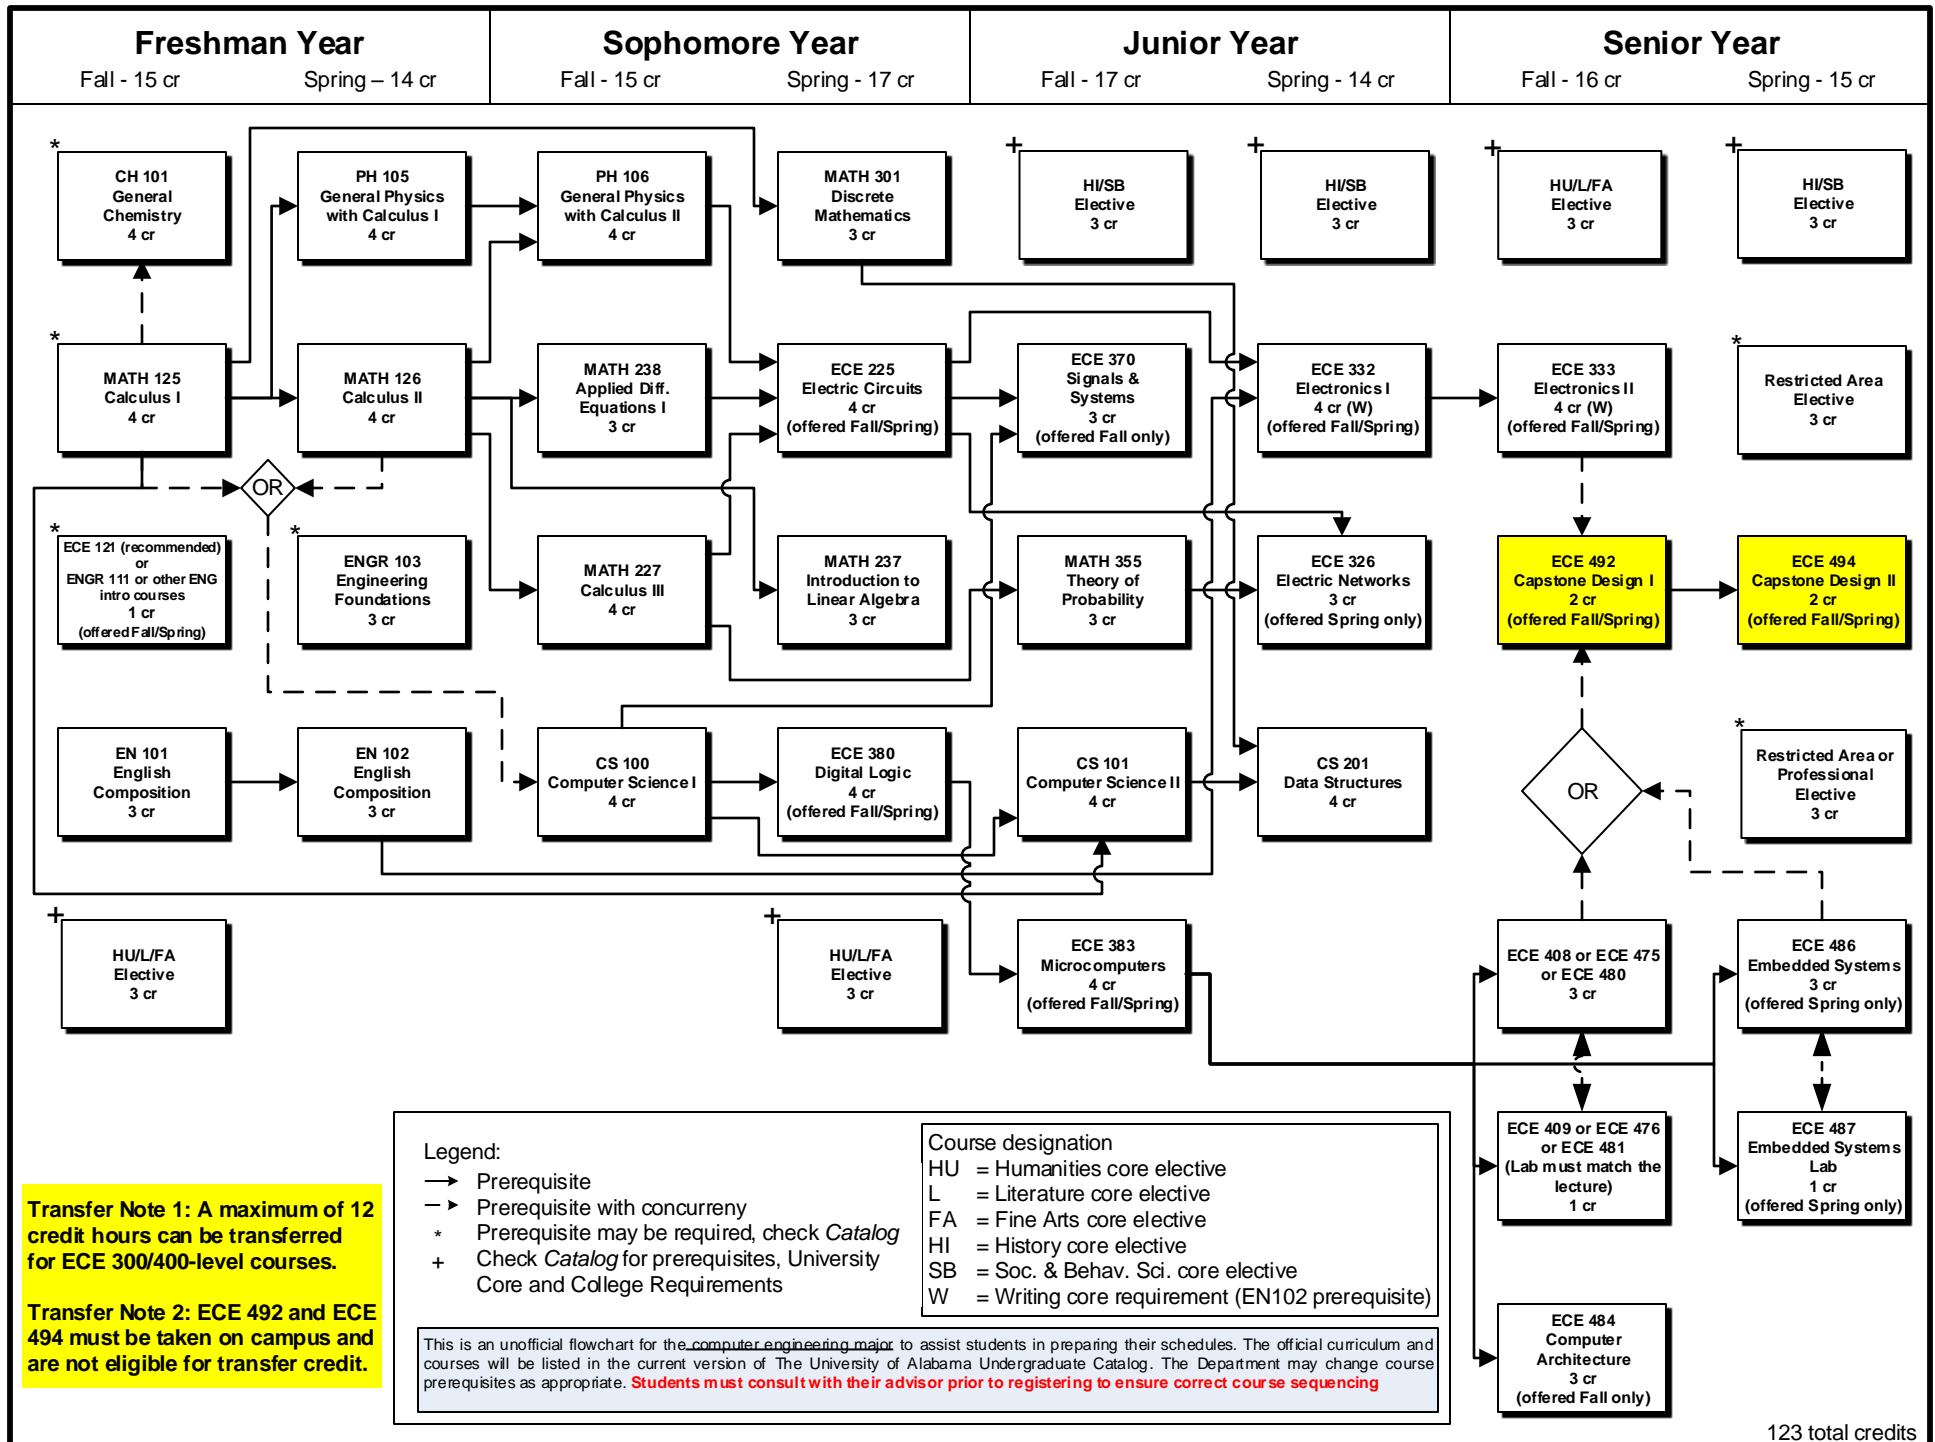 Freshman Year
Fall - 15 cr
Spring – 14 cr
Sophomore Year
Fall - 15 cr
Spring - 17 cr
Junior Year
Fall - 17 cr
Spring - 14 cr
Senior Year
Fall - 16 cr
Spring - 15 cr
*
CH 101
General
Chemistry
4 cr
PH 105
General Physics
with Calculus I
4 cr
PH 106
General Physics
with Calculus II
4 cr
MATH 301
Discrete
Mathematics
3 cr
+
HI/SB
Elective
3 cr
+
HI/SB
Elective
3 cr
+
HU/L/FA
Elective
3 cr
+
HI/SB
Elective
3 cr
*
MATH 125
Calculus I
4 cr
MATH 126
Calculus II
4 cr
MATH 238
Applied Diff.
Equations I
3 cr
ECE 225
Electric Circuits
4 cr
(offered Fall/Spring)
ECE 370
Signals &
Systems
3 cr
(offered Fall only)
ECE 332
Electronics I
4 cr (W)
(offered Fall/Spring)
ECE 333
Electronics II
4 cr (W)
(offered Fall/Spring)
*
Restricted Area
Elective
3 cr
OR
*
ECE 121 (recommended)
or
ENGR 111 or other ENG
intro courses
1 cr
(offered Fall/Spring)
*
ENGR 103
Engineering
Foundations
3 cr
MATH 227
Calculus III
4 cr
MATH 237
Introduction to
Linear Algebra
3 cr
MATH 355
Theory of
Probability
3 cr
ECE 326
Electric Networks
3 cr
(offered Spring only)
ECE 492
Capstone Design I
2 cr
(offered Fall/Spring)
ECE 494
Capstone Design II
2 cr
(offered Fall/Spring)
EN 101
English
Composition
3 cr
EN 102
English
Composition
3 cr
CS 100
Computer Science I
4 cr
ECE 380
Digital Logic
4 cr
(offered Fall/Spring)
CS 101
Computer Science II
4 cr
CS 201
Data Structures
4 cr
OR
*
Restricted Area or
Professional
Elective
3 cr
+
HU/L/FA
Elective
3 cr
+
HU/L/FA
Elective
3 cr
ECE 383
Microcomputers
4 cr
(offered Fall/Spring)
ECE 408 or ECE 475
or ECE 480
3 cr
ECE 486
Embedded Systems
3 cr
(offered Spring only)
ECE 409 or ECE 476
or ECE 481
(Lab must match the
lecture)
1 cr
ECE 487
Embedded Systems
Lab
1 cr
(offered Spring only)
ECE 484
Computer
Architecture
3 cr
(offered Fall only)
Transfer Note 1: A maximum of 12
credit hours can be transferred
for ECE 300/400-level courses.
Transfer Note 2: ECE 492 and ECE
494 must be taken on campus and
are not eligible for transfer credit.
Legend:
Prerequisite
Prerequisite with concurreny
* Prerequisite may be required, check Catalog
+ Check Catalog for prerequisites, University
Core and College Requirements
Course designation
HU = Humanities core elective
L = Literature core elective
FA = Fine Arts core elective
HI = History core elective
SB = Soc. & Behav. Sci. core elective
W = Writing core requirement (EN102 prerequisite)
This is an unofficial flowchart for the computer engineering major to assist students in preparing their schedules. The official curriculum and
courses will be listed in the current version of The University of Alabama Undergraduate Catalog. The Department may change course
prerequisites as appropriate. Students must consult with their advisor prior to registering to ensure correct course sequencing
123 total credits